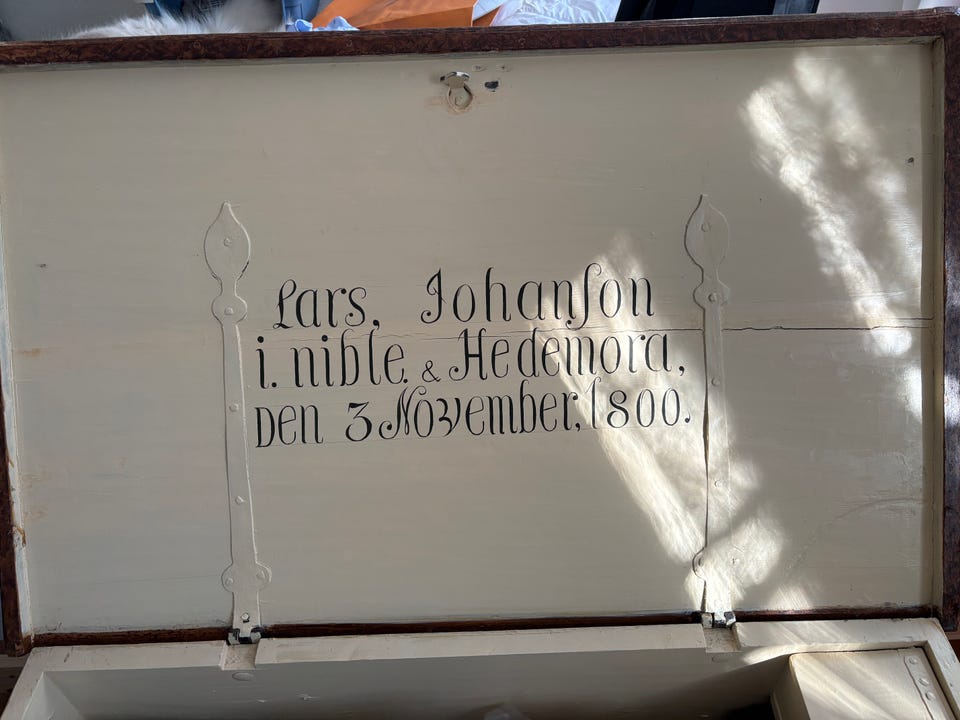 Lars, Johanſon
i. nible. & Hedemora,
Den 3 November, 1800.